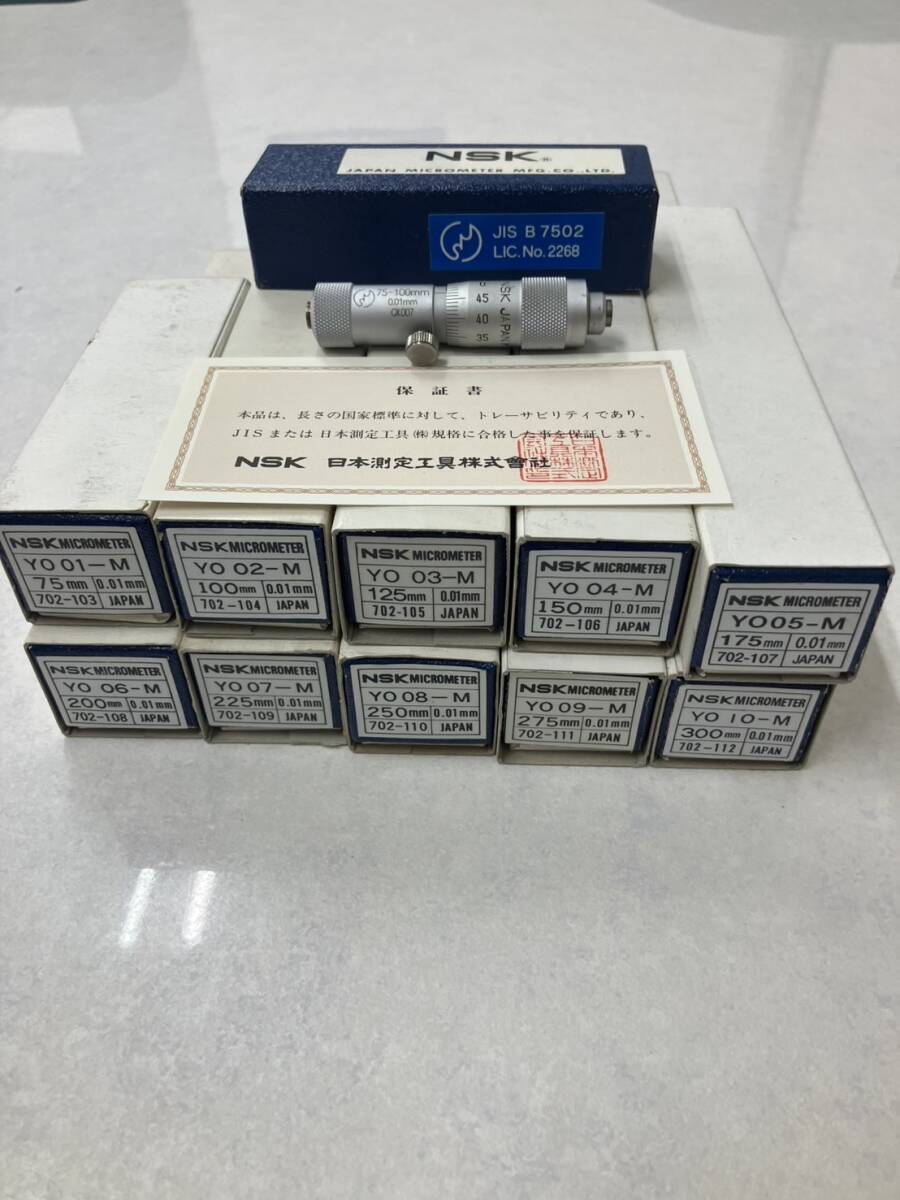 NSK®
JAPAN MICROMETER MFG.CO.,LTD.
JIS B 7502
LIC. No. 2268
75-100mm
0.01mm
QK007
45
40
35
NSK JAPAN
保証書
本品は、長さの国家標準に対して、トレーサビリティであり、
JISまたは日本測定工具㈱規格に合格した事を保証します。
NSK 日本測定工具株式會社
NSK MICROMETER
YO 01-M
75mm 0.01mm
702-103 JAPAN
NSK MICROMETER
YO 02-M
100mm 0.01mm
702-104 JAPAN
NSK MICROMETER
YO 03-M
125mm 0.01mm
702-105 JAPAN
NSK MICROMETER
YO 04-M
150mm 0.01mm
702-106 JAPAN
NSK MICROMETER
YO 05-M
175mm 0.01mm
702-107 JAPAN
NSK MICROMETER
YO 06-M
200mm 0.01mm
702-108 JAPAN
NSK MICROMETER
YO 07-M
225mm 0.01mm
702-109 JAPAN
NSK MICROMETER
YO 08-M
250mm 0.01mm
702-110 JAPAN
NSK MICROMETER
YO 09-M
275mm 0.01mm
702-111 JAPAN
NSK MICROMETER
YO 10-M
300mm 0.01mm
702-112 JAPAN